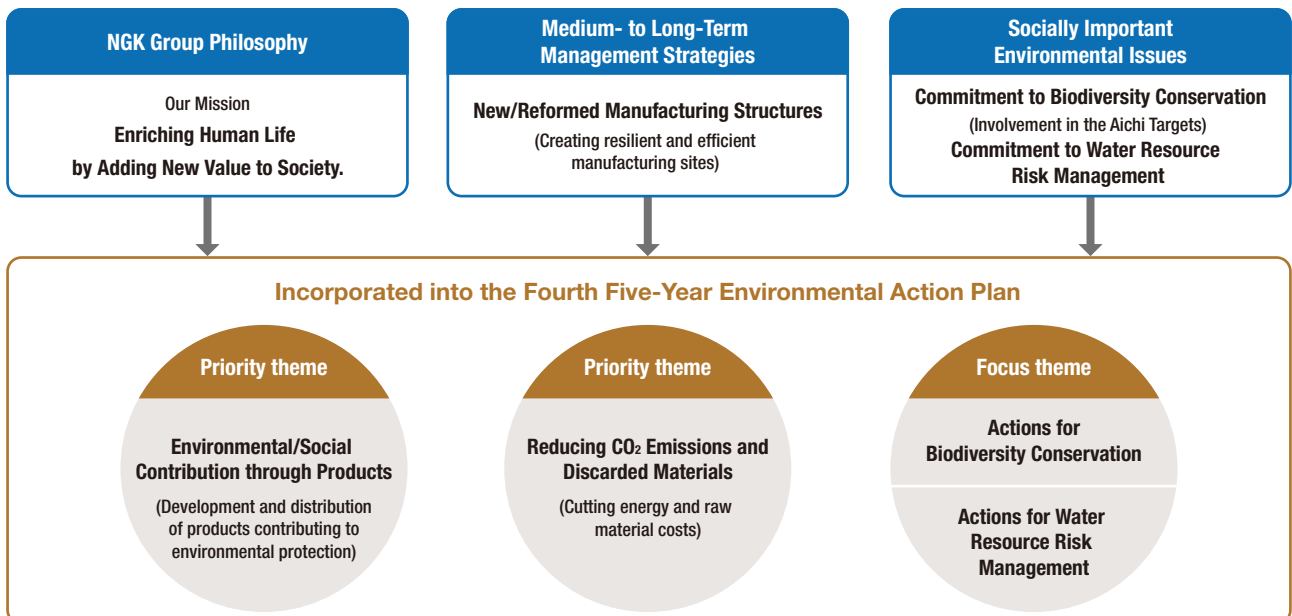 NGK Group Philosophy
Our Mission
Enriching Human Life
by Adding New Value to Society.
Medium- to Long-Term
Management Strategies
New/Reformed Manufacturing Structures
(Creating resilient and efficient
manufacturing sites)
Socially Important
Environmental Issues
Commitment to Biodiversity Conservation
(Involvement in the Aichi Targets)
Commitment to Water Resource
Risk Management
Incorporated into the Fourth Five-Year Environmental Action Plan
Priority theme
Environmental/Social
Contribution through Products
(Development and distribution
of products contributing to
environmental protection)
Priority theme
Reducing CO₂ Emissions and
Discarded Materials
(Cutting energy and raw
material costs)
Focus theme
Actions for
Biodiversity Conservation
Actions for Water
Resource Risk
Management